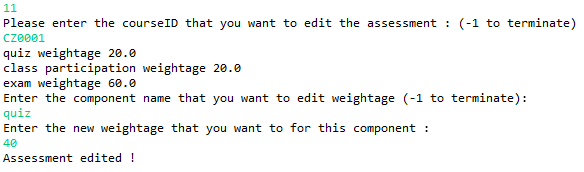 11
Please enter the courseID that you want to edit the assessment : (-1 to terminate)
CZ0001
quiz weightage 20.0
class participation weightage 20.0
exam weightage 60.0
Enter the component name that you want to edit weightage (-1 to terminate):
quiz
Enter the new weightage that you want to for this component :
40
Assessment edited !